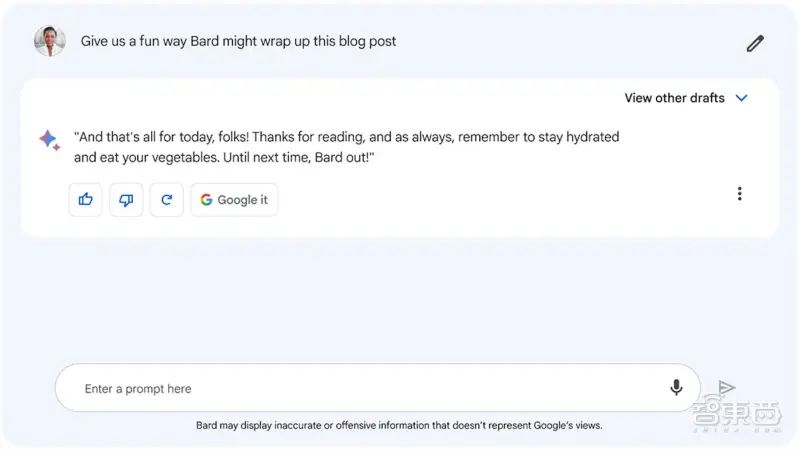 Give us a fun way Bard might wrap up this blog post
View other drafts
"And that's all for today, folks! Thanks for reading, and as always, remember to stay hydrated
and eat your vegetables. Until next time, Bard out!"
Google it
Enter a prompt here
智東西
Bard may display inaccurate or offensive information that doesn't represent Google's views.